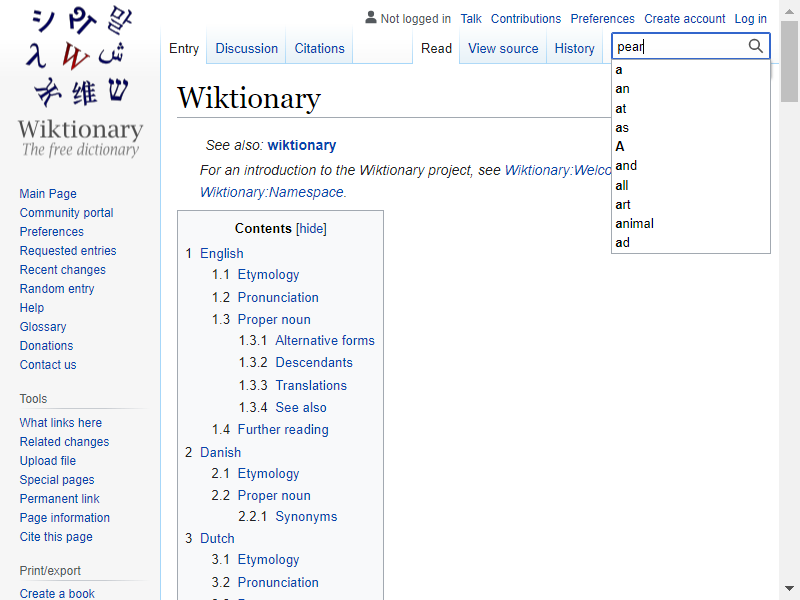 Not logged in Talk Contributions Preferences Create account Log in
Entry Discussion Citations Read View source History
pear
a
an
at
as
A
and
all
art
animal
ad
シ Պ 말
λ W ش
ॐ 维 ש
Wiktionary
The free dictionary
Main Page
Community portal
Preferences
Requested entries
Recent changes
Random entry
Help
Glossary
Donations
Contact us
Tools
What links here
Related changes
Upload file
Special pages
Permanent link
Page information
Cite this page
Print/export
Create a book
Wiktionary
See also: wiktionary
For an introduction to the Wiktionary project, see Wiktionary:Welco
Wiktionary:Namespace.
Contents [hide]
1 English
1.1 Etymology
1.2 Pronunciation
1.3 Proper noun
1.3.1 Alternative forms
1.3.2 Descendants
1.3.3 Translations
1.3.4 See also
1.4 Further reading
2 Danish
2.1 Etymology
2.2 Proper noun
2.2.1 Synonyms
3 Dutch
3.1 Etymology
3.2 Pronunciation